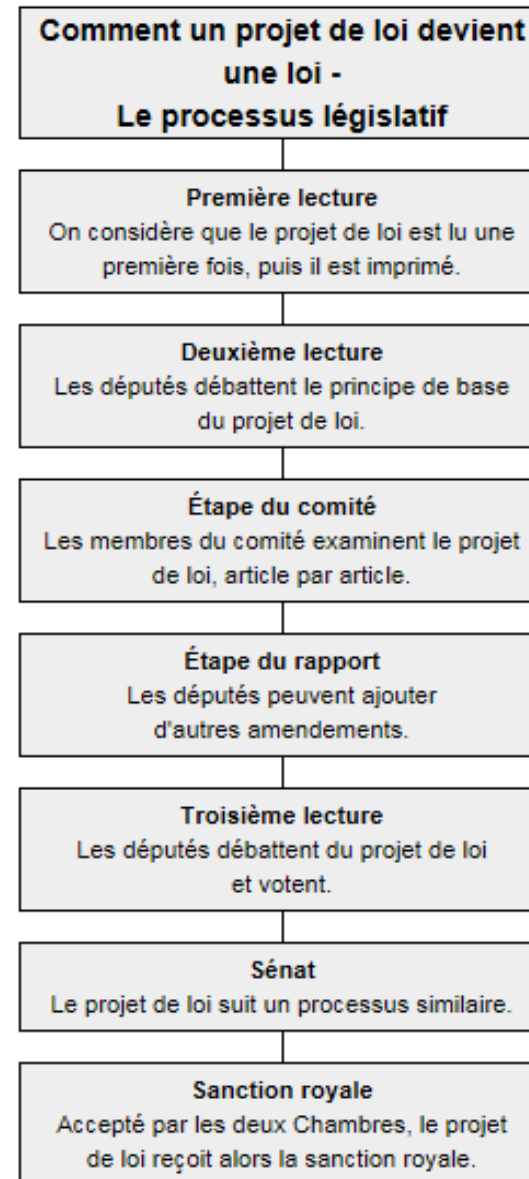 Comment un projet de loi devient
une loi -
Le processus législatif
Première lecture
On considère que le projet de loi est lu une
première fois, puis il est imprimé.
Deuxième lecture
Les députés débattent le principe de base
du projet de loi.
Étape du comité
Les membres du comité examinent le projet
de loi, article par article.
Étape du rapport
Les députés peuvent ajouter
d'autres amendements.
Troisième lecture
Les députés débattent du projet de loi
et votent.
Sénat
Le projet de loi suit un processus similaire.
Sanction royale
Accepté par les deux Chambres, le projet
de loi reçoit alors la sanction royale.